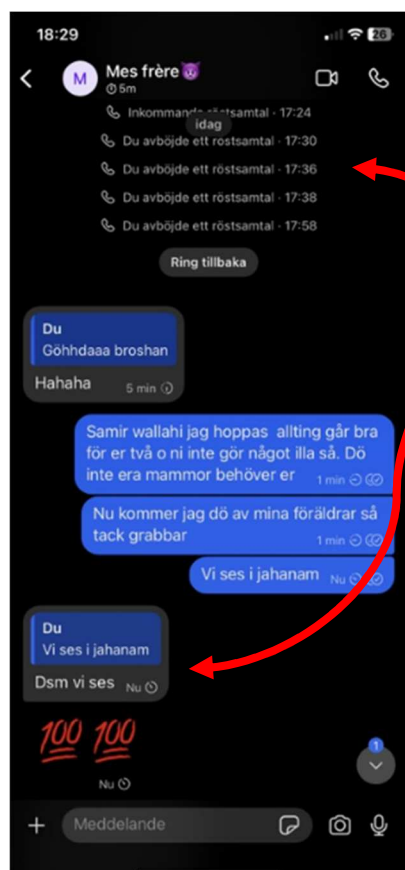 18:29
26
M
Mes frère😈
5m
Inkommande röstsamtal · 17:24
idag
Du avböjde ett röstsamtal · 17:30
Du avböjde ett röstsamtal · 17:36
Du avböjde ett röstsamtal · 17:38
Du avböjde ett röstsamtal · 17:58
Ring tillbaka
Du
Göhhdaaa broshan
Hahaha
5 min
Samir wallahi jag hoppas allting går bra
för er två o ni inte gör något illa så. Dö
inte era mammor behöver er
1 min
Nu kommer jag dö av mina föräldrar så
tack grabbar
1 min
Vi ses i jahanam
Nu
Du
Vi ses i jahanam
Dsm vi ses
Nu
💯 💯
1
Nu
Meddelande